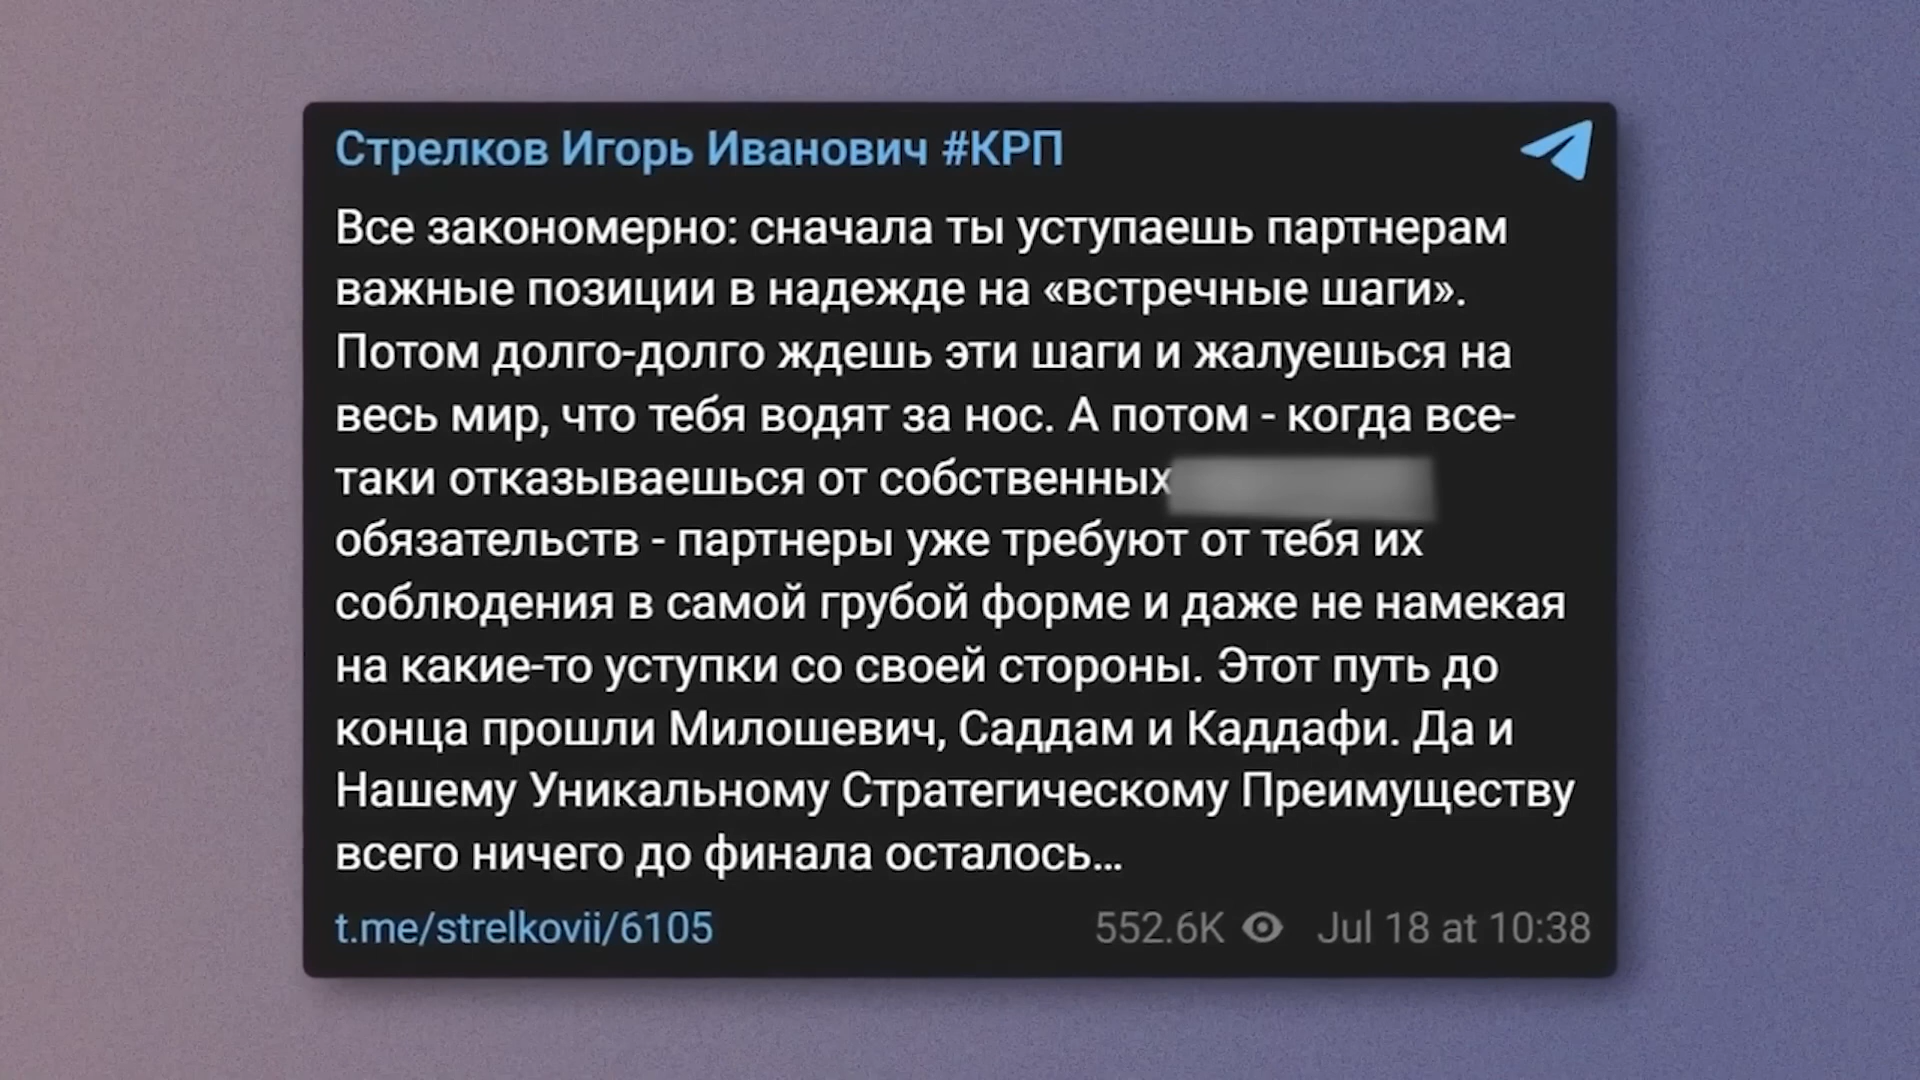 Стрелков Игорь Иванович #КРП
Все закономерно: сначала ты уступаешь партнерам
важные позиции в надежде на «встречные шаги».
Потом долго-долго ждешь эти шаги и жалуешься на
весь мир, что тебя водят за нос. А потом - когда все-
таки отказываешься от собственных
обязательств - партнеры уже требуют от тебя их
соблюдения в самой грубой форме и даже не намекая
на какие-то уступки со своей стороны. Этот путь до
конца прошли Милошевич, Саддам и Каддафи. Да и
Нашему Уникальному Стратегическому Преимуществу
всего ничего до финала осталось...
t.me/strelkovii/6105
552.6K Jul 18 at 10:38